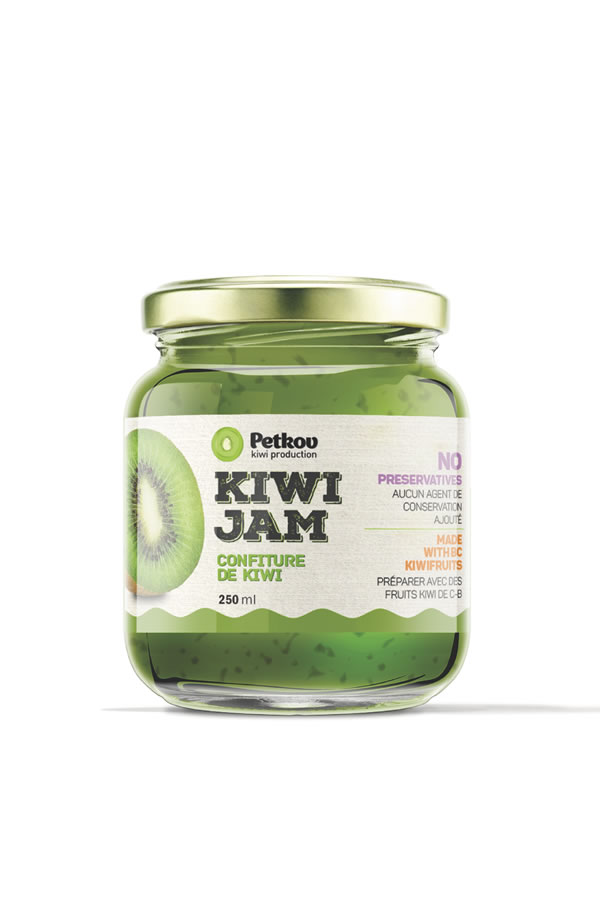 Petkov
kiwi production
KIWI
JAM
CONFITURE
DE KIWI
250 ml
NO
PRESERVATIVES
AUCUN AGENT DE
CONSERVATION
AJOUTÉ
MADE
WITH BC
KIWIFRUITS
PRÉPARER AVEC DES
FRUITS KIWI DE C-B